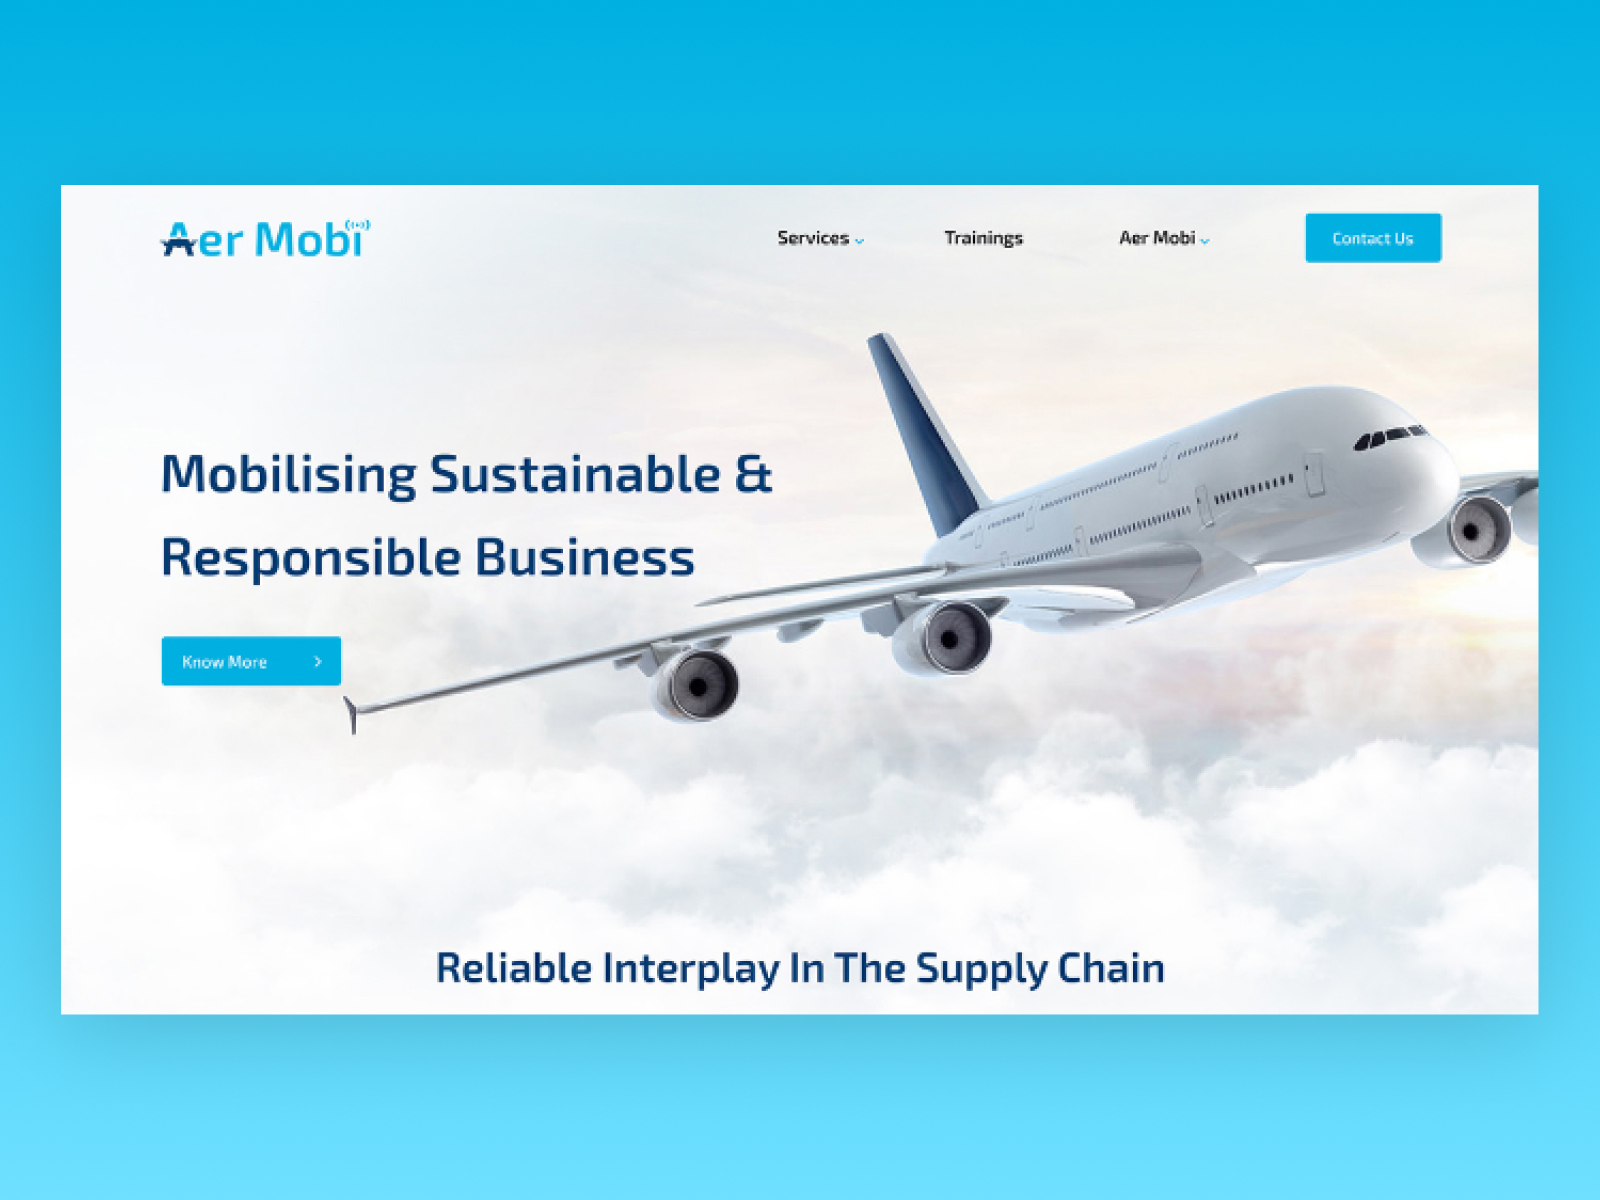 Aer Mobi
Services
Trainings
Aer Mobi
Contact Us
Mobilising Sustainable &
Responsible Business
Know More
Reliable Interplay In The Supply Chain